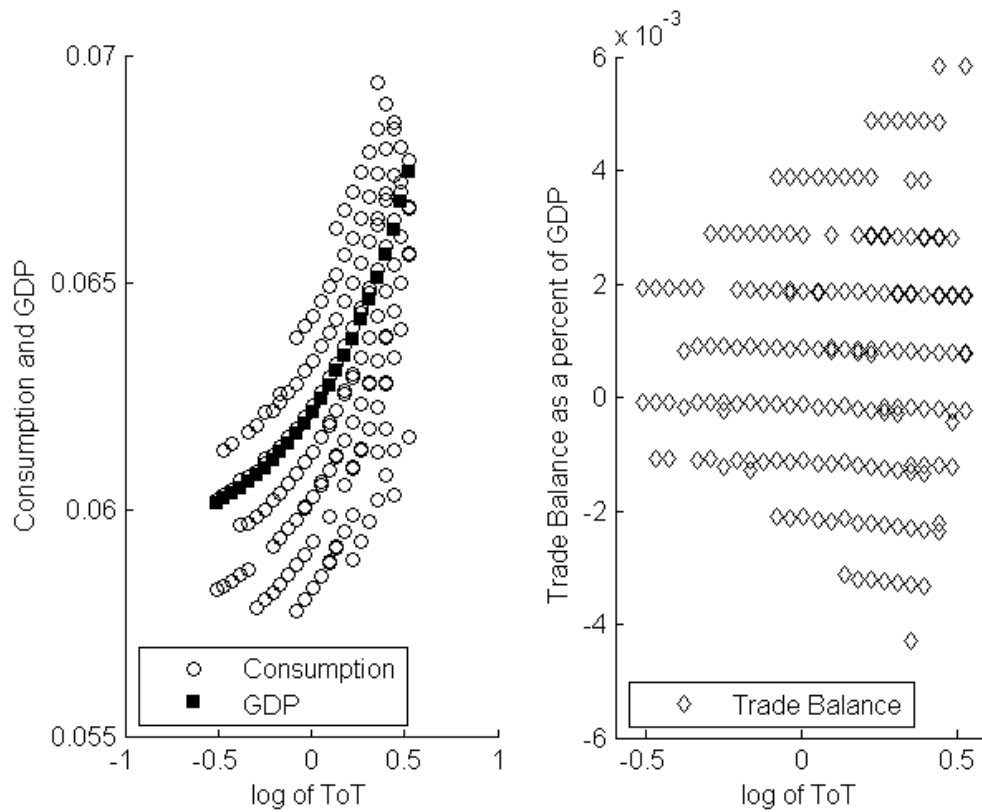 0.07
0.065
0.06
0.055
-1
-0.5
0
0.5
1
Consumption and GDP
log of ToT
Consumption
GDP
x 10^-3
6
4
2
0
-2
-4
-6
-0.5
0
0.5
Trade Balance as a percent of GDP
log of ToT
Trade Balance